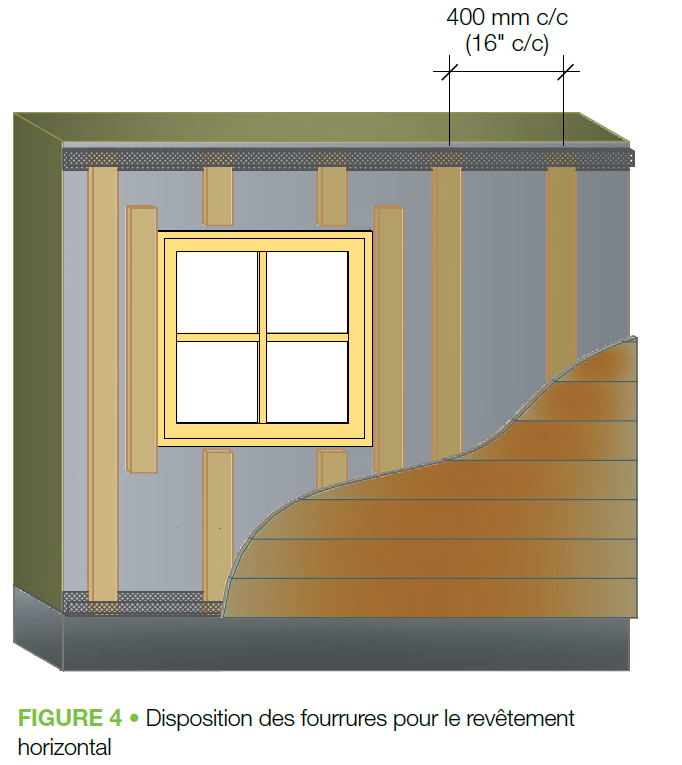 400 mm c/c
(16" c/c)
FIGURE 4 • Disposition des fourrures pour le revêtement
horizontal